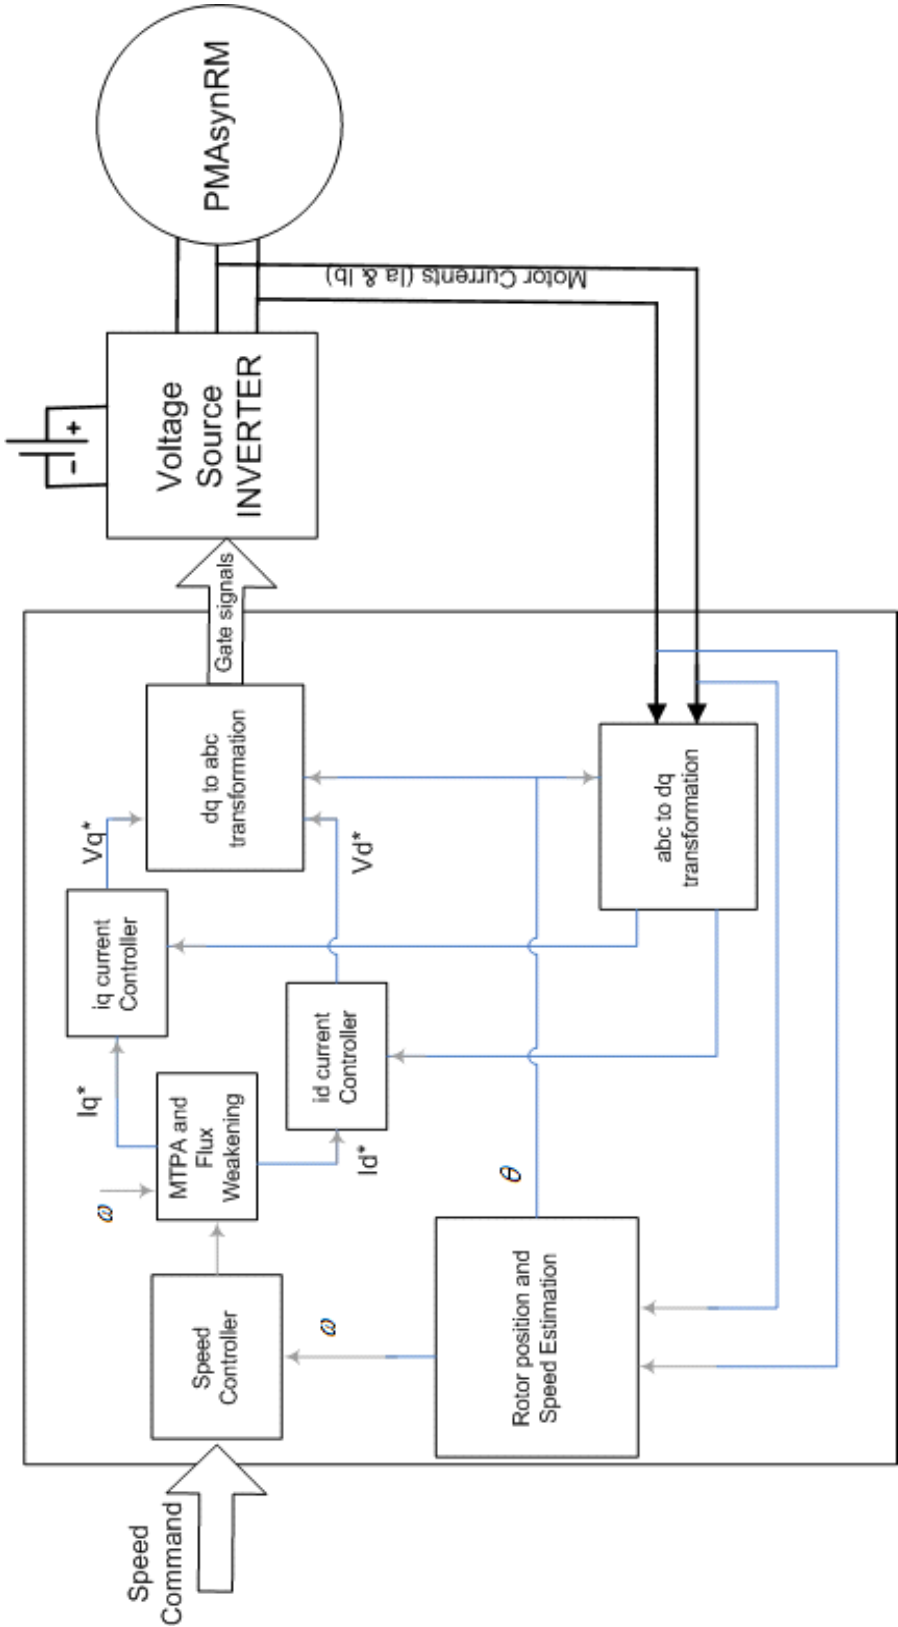 Speed
Command
Speed
Controller
ω
ω
MTPA and
Flux
Weakening
Iq*
Id*
iq current
Controller
id current
Controller
Vq*
Vd*
dq to abc
transformation
Gate signals
Voltage
Source
INVERTER
+
−
PMAsynRM
Motor Currents (Ia & Ib)
abc to dq
transformation
θ
Rotor position and
Speed Estimation